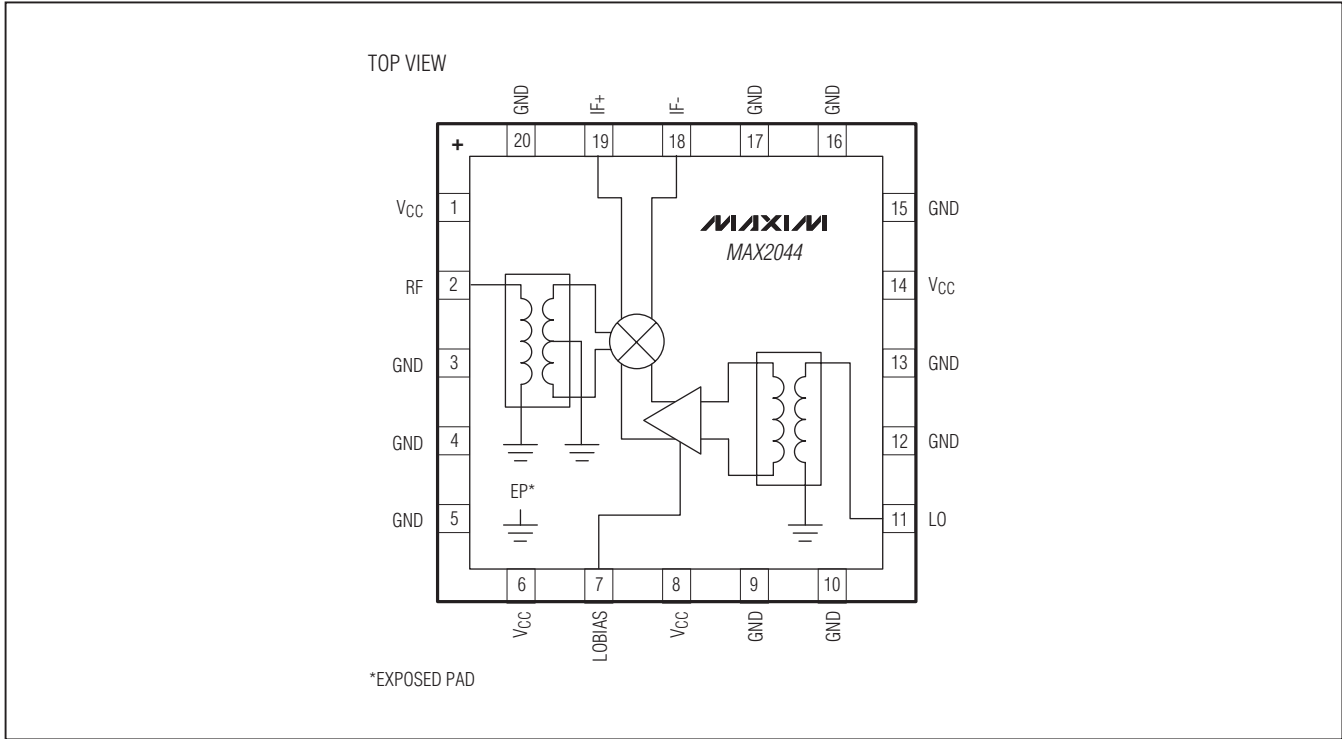 TOP VIEW
GND IF+ IF- GND GND
+ 20 19 18 17 16
VCC 1 15 GND
MAXIM
MAX2044
RF 2 14 VCC
GND 3 13 GND
GND 4 12 GND
EP*
GND 5 11 LO
6 7 8 9 10
VCC LOBIAS VCC GND GND
*EXPOSED PAD